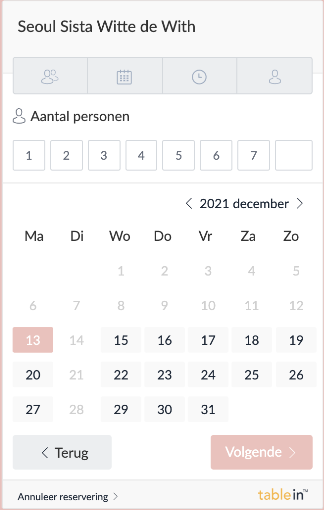 Seoul Sista Witte de With
Aantal personen
1 2 3 4 5 6 7
2021 december
Ma Di Wo Do Vr Za Zo
1 2 3 4 5
6 7 8 9 10 11 12
13 14 15 16 17 18 19
20 21 22 23 24 25 26
27 28 29 30 31
Terug Volgende
Annuleer reservering tablein™